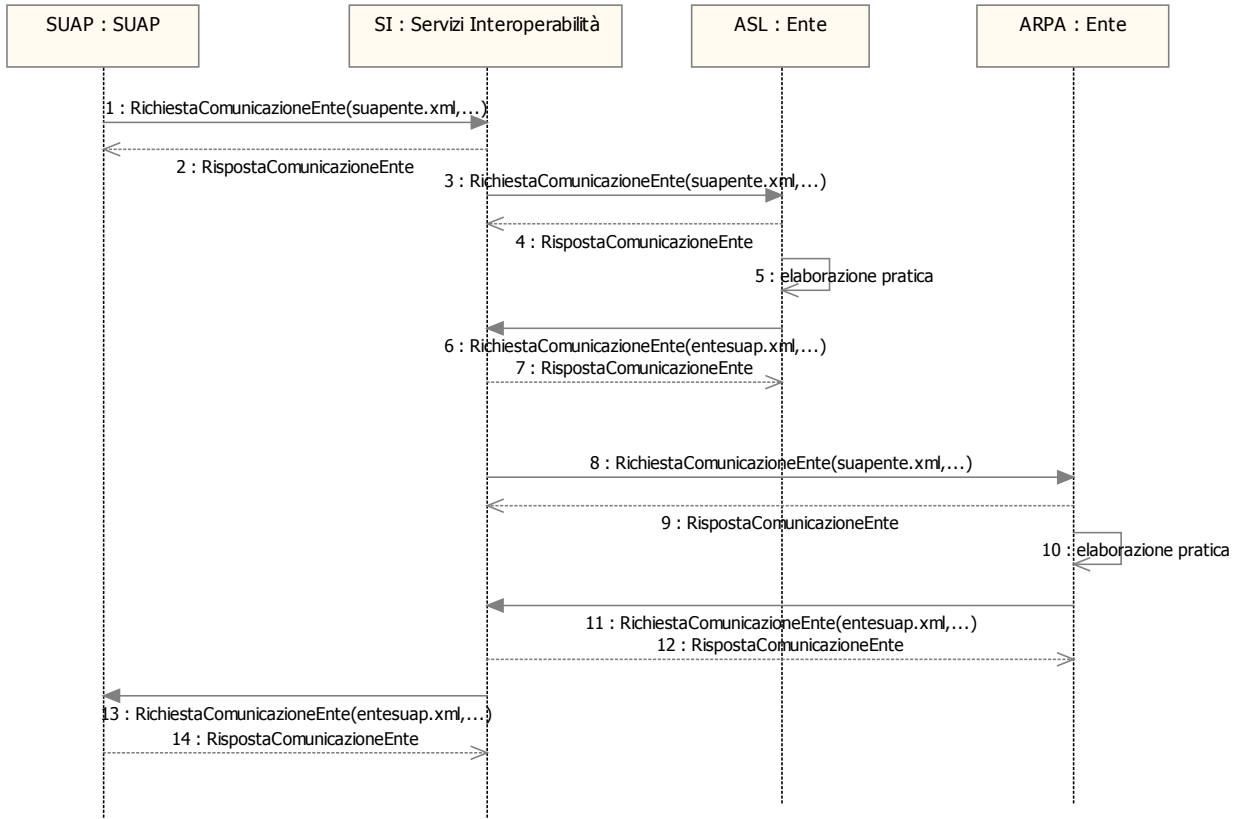 SUAP : SUAP
SI : Servizi Interoperabilità
ASL : Ente
ARPA : Ente
1 : RichiestaComunicazioneEnte(suapente.xml,...)
2 : RispostaComunicazioneEnte
3 : RichiestaComunicazioneEnte(suapente.xml,...)
4 : RispostaComunicazioneEnte
5 : elaborazione pratica
6 : RichiestaComunicazioneEnte(entesuap.xml,...)
7 : RispostaComunicazioneEnte
8 : RichiestaComunicazioneEnte(suapente.xml,...)
9 : RispostaComunicazioneEnte
10 : elaborazione pratica
11 : RichiestaComunicazioneEnte(entesuap.xml,...)
12 : RispostaComunicazioneEnte
13 : RichiestaComunicazioneEnte(entesuap.xml,...)
14 : RispostaComunicazioneEnte